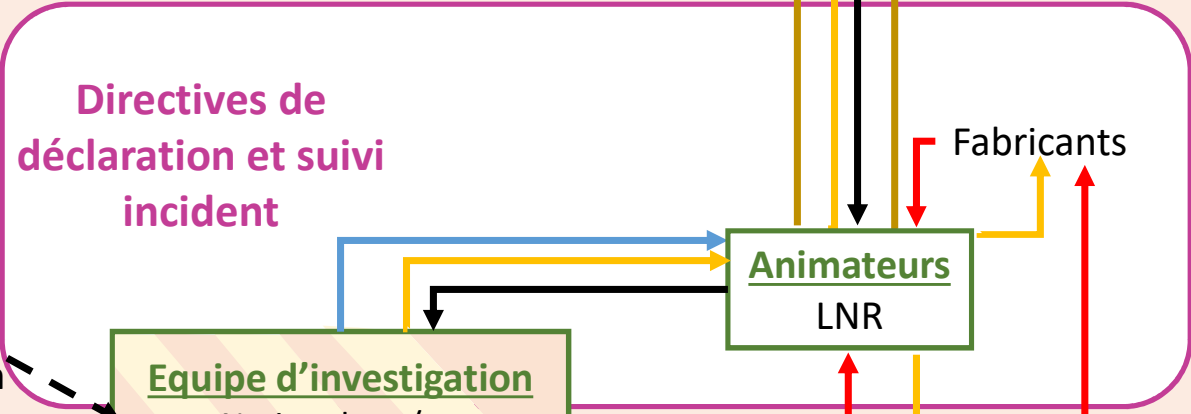 Directives de
déclaration et suivi
incident
Fabricants
Animateurs
LNR
Equipe d'investigation